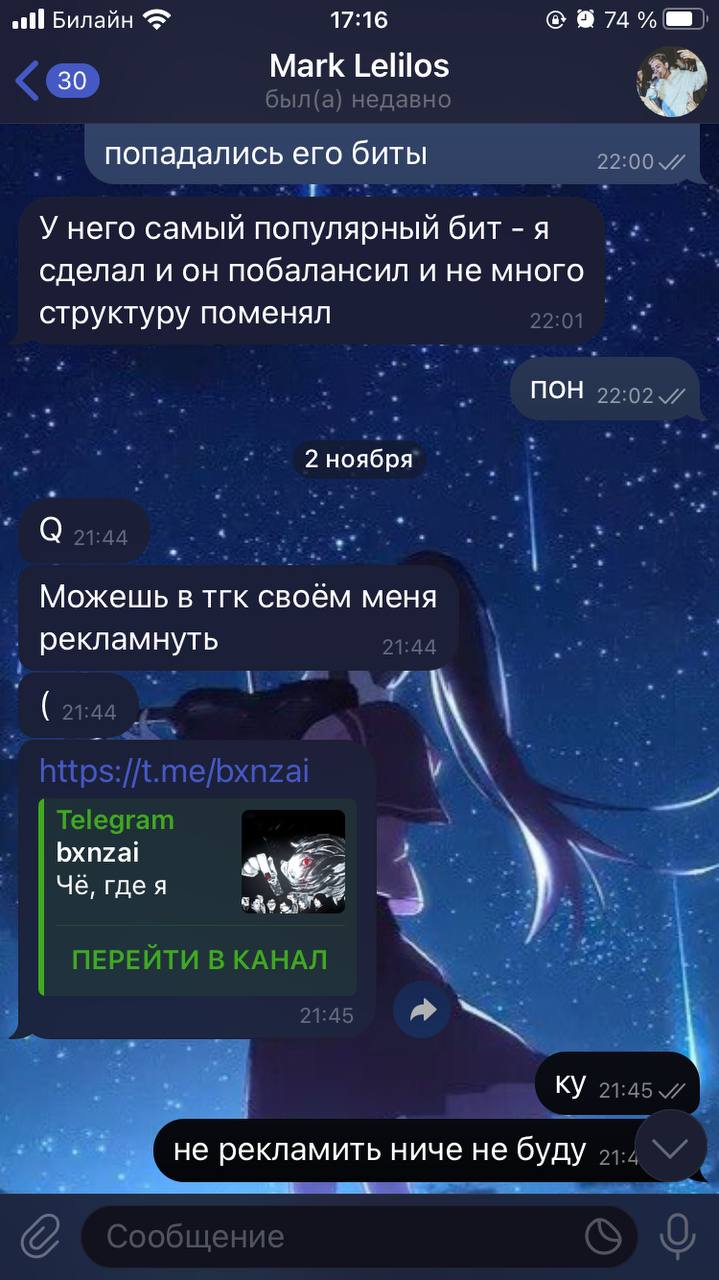 Билайн 17:16 74 %
30 Mark Lelilos
был(а) недавно
попадались его биты 22:00
У него самый популярный бит - я
сделал и он побалансил и не много
структуру поменял 22:01
пон 22:02
2 ноября
Q 21:44
Можешь в тгк своём меня
рекламнуть 21:44
( 21:44
https://t.me/bxnzai
Telegram
bxnzai
Чё, где я
ПЕРЕЙТИ В КАНАЛ
21:45
ку 21:45
не рекламить ниче не буду
Сообщение